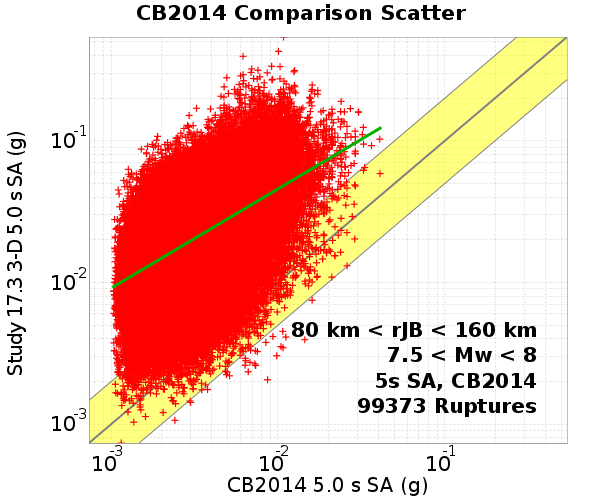 CB2014 Comparison Scatter
Study 17.3 3-D 5.0 s SA (g)
10-1
10-2
10-3
80 km < rJB < 160 km
7.5 < Mw < 8
5s SA, CB2014
99373 Ruptures
10-3 10-2 10-1
CB2014 5.0 s SA (g)